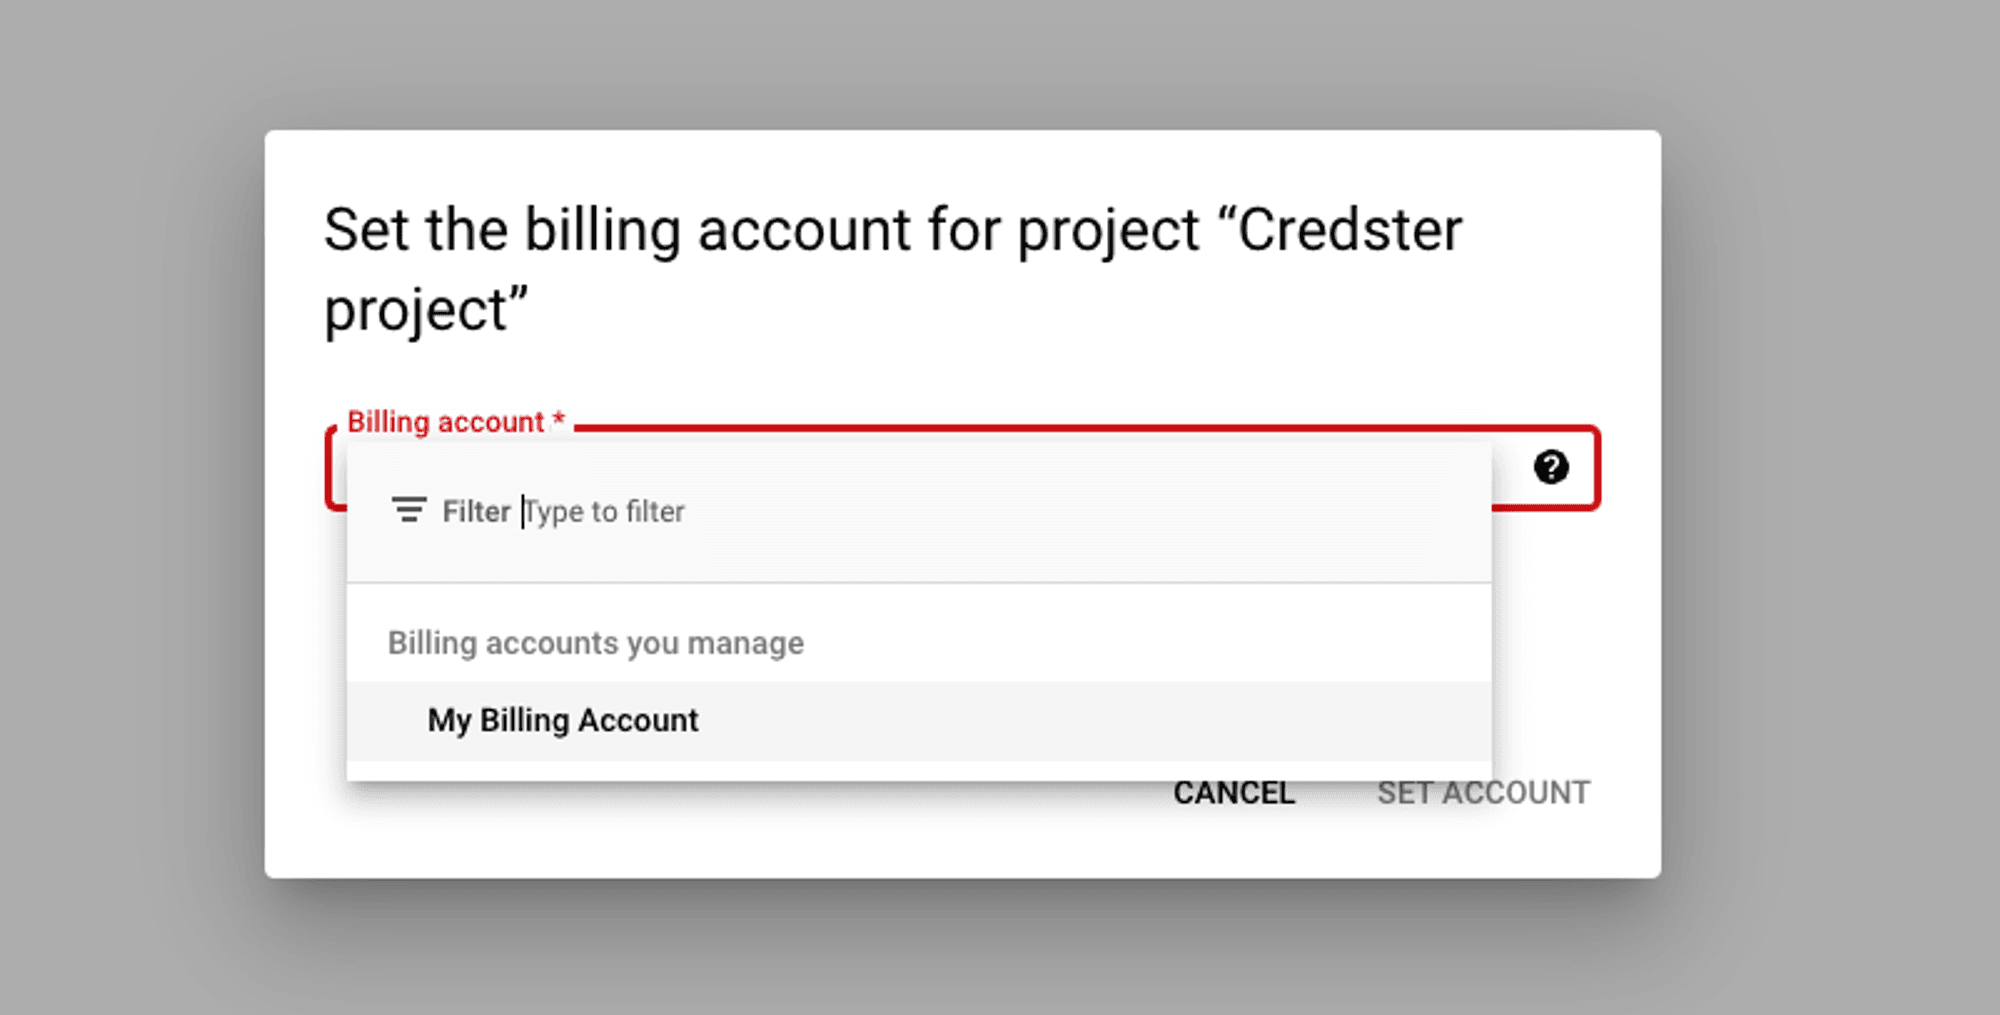 Set the billing account for project “Credster
project”
Billing account *
Filter Type to filter
Billing accounts you manage
My Billing Account
CANCEL SET ACCOUNT